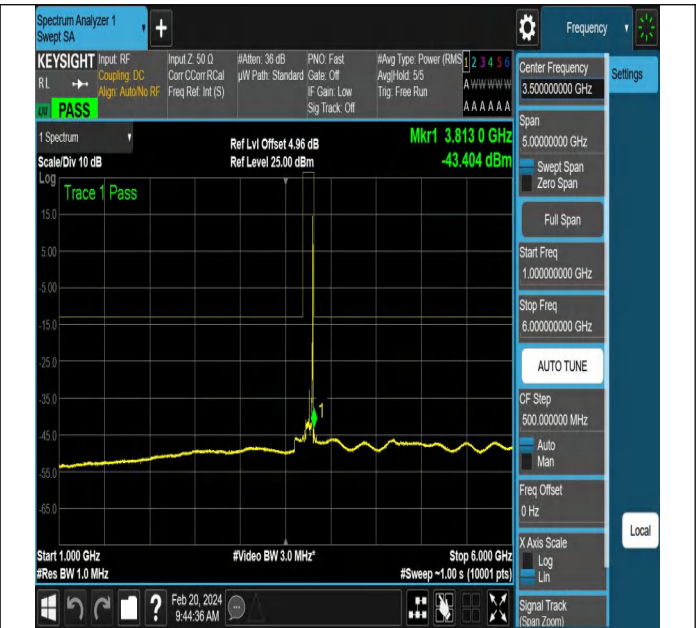 Spectrum Analyzer 1
Swept SA
+
Frequency
KEYSIGHT
RL
PASS
Input: RF
Coupling: DC
Align: Auto/No RF
Input Z: 50 Ω
Corr CCorr RCal
Freq Ref: Int (S)
#Atten: 36 dB
µW Path: Standard
PNO: Fast
Gate: Off
IF Gain: Low
Sig Track: Off
#Avg Type: Power (RMS
Avg|Hold: 5/5
Trig: Free Run
1 2 3 4 5 6
A W W W W W
A A A A A A
Center Frequency
3.500000000 GHz
Settings
1 Spectrum
Scale/Div 10 dB
Ref Lvl Offset 4.96 dB
Ref Level 25.00 dBm
Mkr1 3.813 0 GHz
-43.404 dBm
Log
Trace 1 Pass
15.0
5.00
-5.00
-15.0
-25.0
-35.0
-45.0
-55.0
-65.0
1
Start 1.000 GHz
#Res BW 1.0 MHz
#Video BW 3.0 MHz*
Stop 6.000 GHz
#Sweep ~1.00 s (10001 pts)
Span
5.00000000 GHz
Swept Span
Zero Span
Full Span
Start Freq
1.000000000 GHz
Stop Freq
6.000000000 GHz
AUTO TUNE
CF Step
500.000000 MHz
Auto
Man
Freq Offset
0 Hz
X Axis Scale
Log
Lin
Local
Signal Track
(Span Zoom)
?
Feb 20, 2024
9:44:36 AM